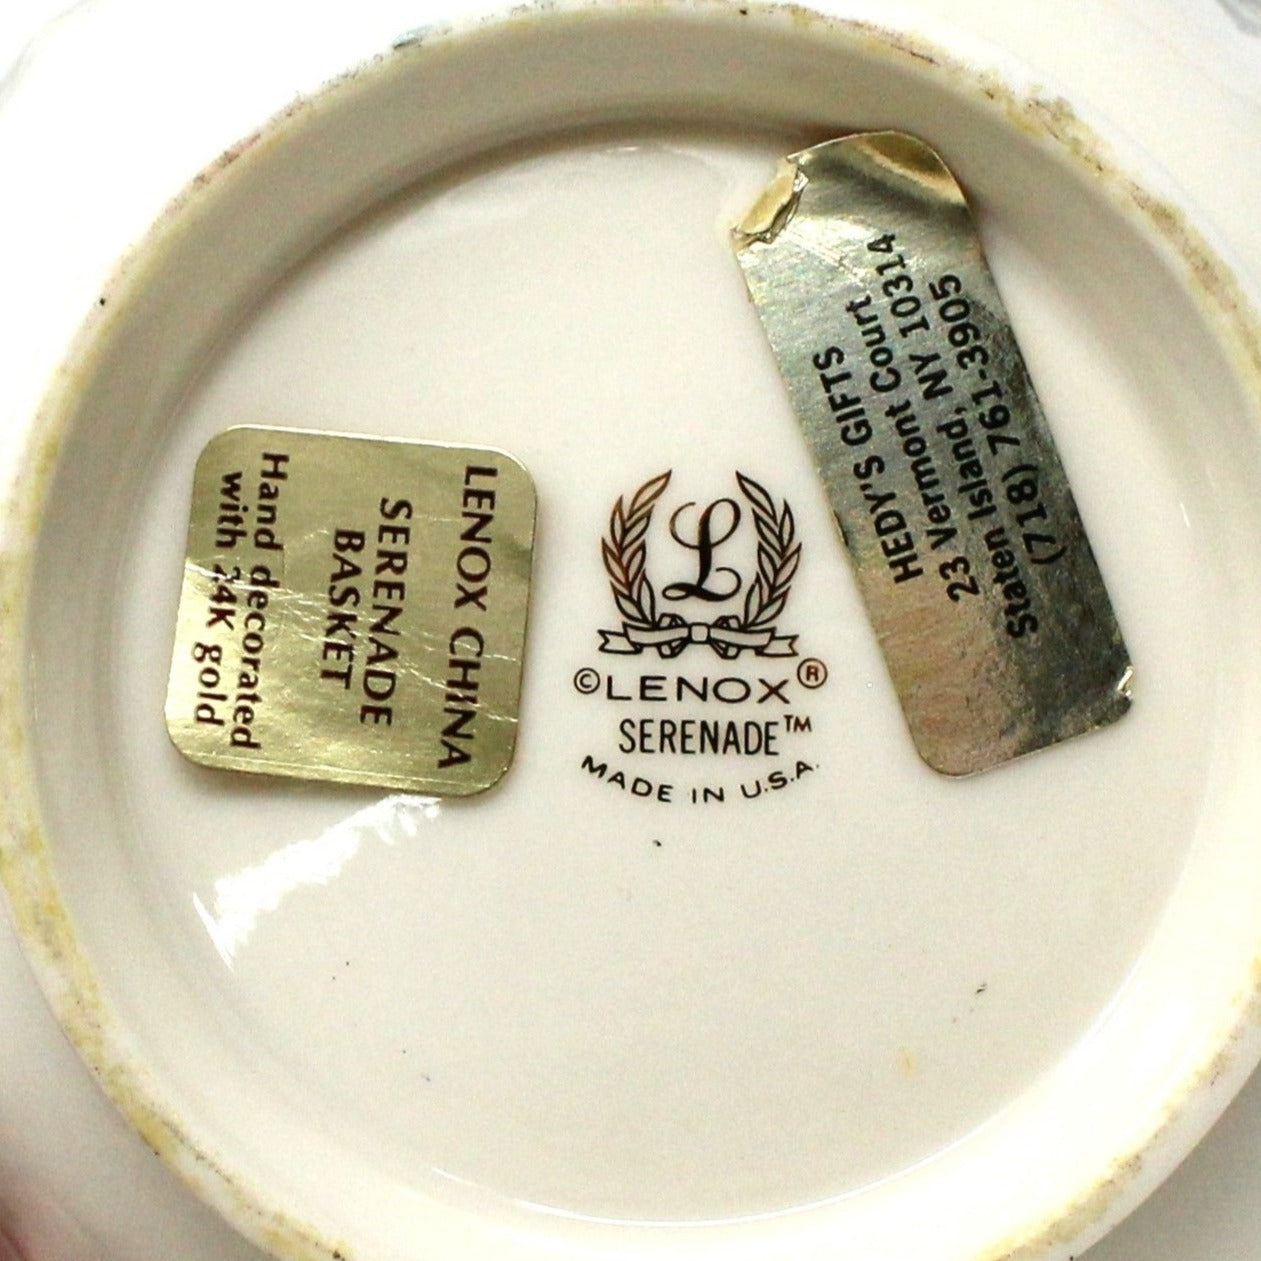 LENOX CHINA
SERENADE
BASKET
Hand decorated
with 24K gold
L
©LENOX®
SERENADE™
MADE IN U.S.A.
HEDY'S GIFTS
23 Vermont Court
Staten Island, NY 10314
(718) 761-3905